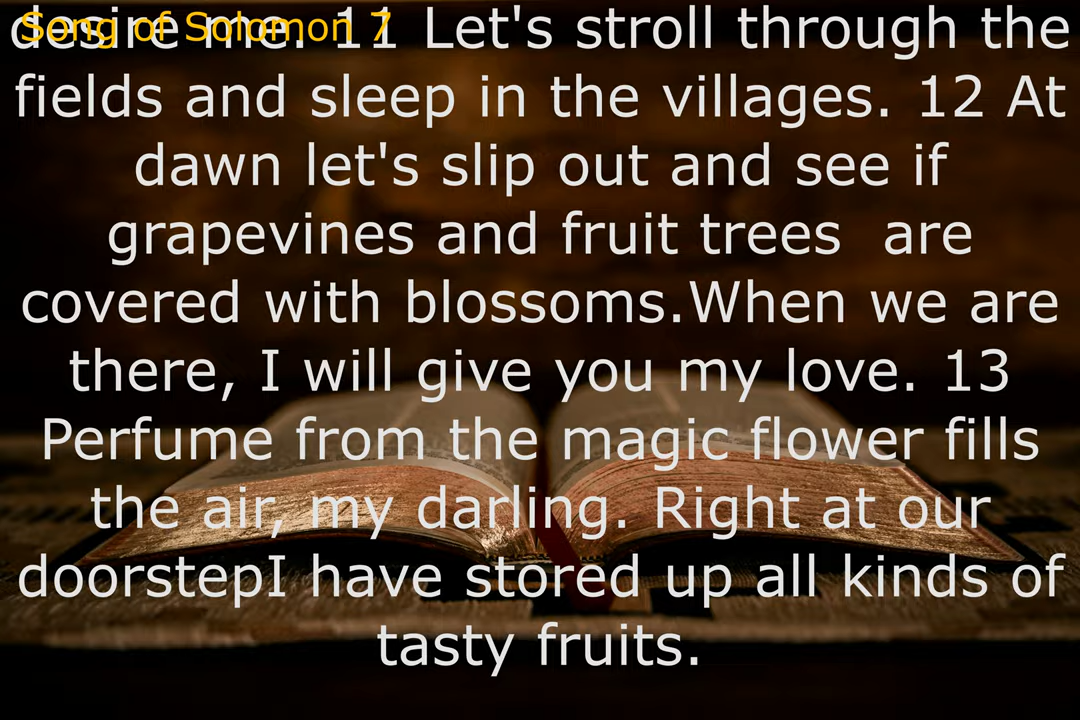 Song of Solomon 7
desire me. 11 Let's stroll through the
fields and sleep in the villages. 12 At
dawn let's slip out and see if
grapevines and fruit trees  are
covered with blossoms.When we are
there, I will give you my love. 13
Perfume from the magic flower fills
the air, my darling. Right at our
doorstepI have stored up all kinds of
tasty fruits.